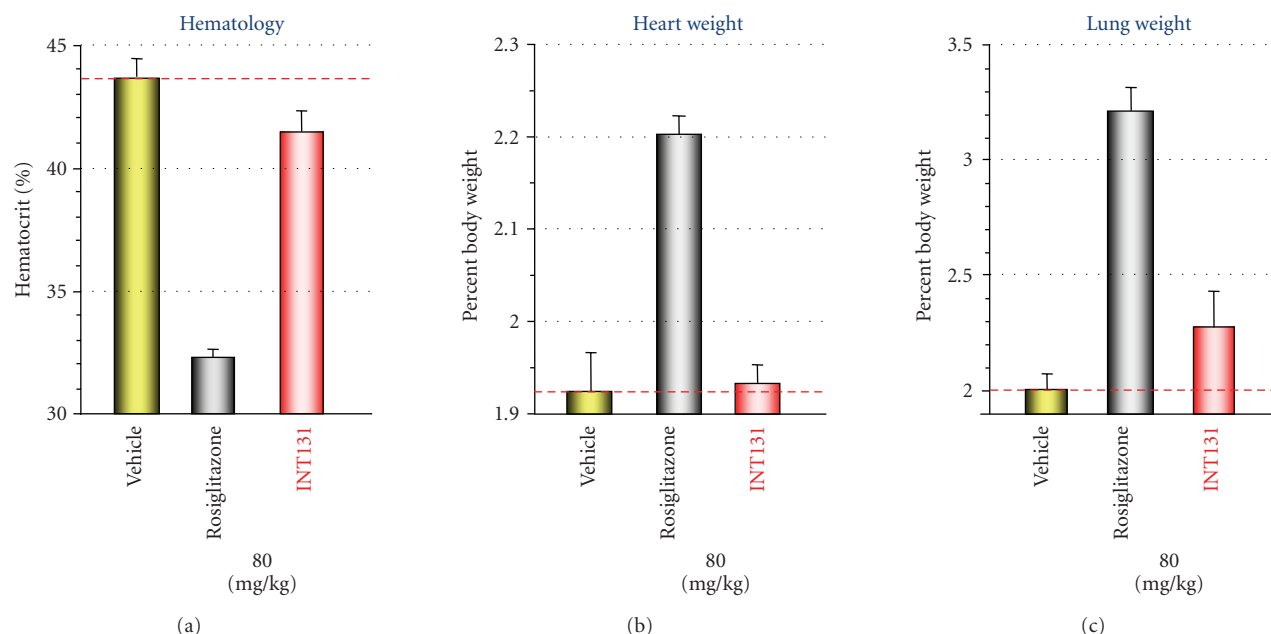 Hematology
45
40
35
30
Hematocrit (%)
Vehicle
Rosiglitazone
INT131
80
(mg/kg)
(a)
Heart weight
2.3
2.2
2.1
2
1.9
Percent body weight
Vehicle
Rosiglitazone
INT131
80
(mg/kg)
(b)
Lung weight
3.5
3
2.5
2
Percent body weight
Vehicle
Rosiglitazone
INT131
80
(mg/kg)
(c)